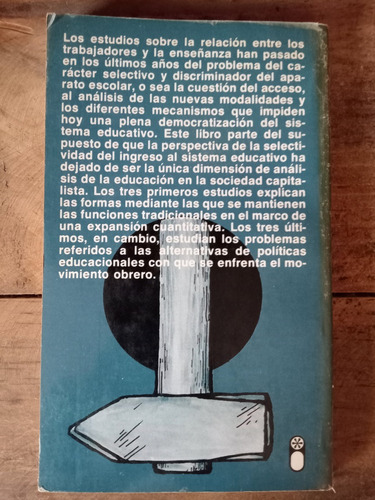 Los estudios sobre la relación entre los
trabajadores y la enseñanza han pasado
en los últimos años del problema del ca-
rácter selectivo y discriminador del apa-
rato escolar, o sea la cuestión del acceso,
al análisis de las nuevas modalidades y
los diferentes mecanismos que impiden
hoy una plena democratización del sis-
tema educativo. Este libro parte del su-
puesto de que la perspectiva de la selecti-
vidad del ingreso al sistema educativo ha
dejado de ser la única dimensión de análi-
sis de la educación en la sociedad capita-
lista. Los tres primeros estudios explican
las formas mediante las que se mantienen
las funciones tradicionales en el marco de
una expansión cuantitativa. Los tres últi-
mos, en cambio, estudian los problemas
referidos a las alternativas de políticas
educacionales con que se enfrenta el mo-
vimiento obrero.